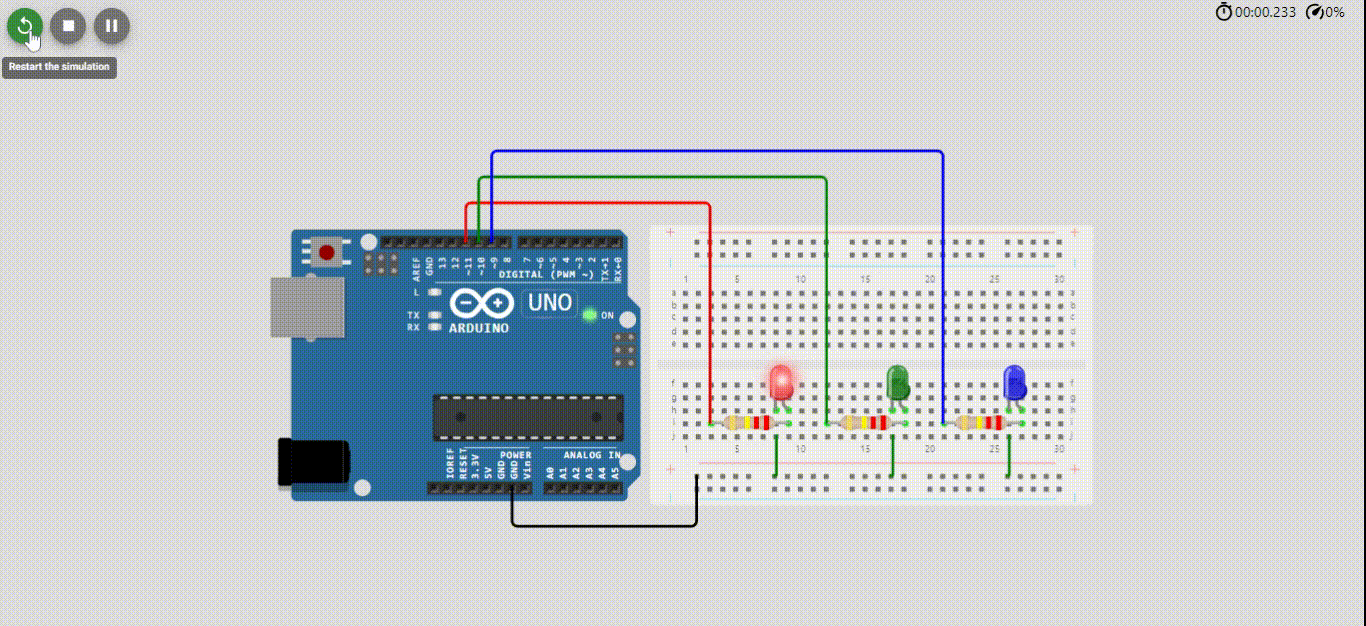 00:00.233 0%
Restart the simulation
AREF
GND
13
12
~11
~10
~9
8
7
~6
~5
4
~3
2
TX→1
RX←0
DIGITAL (PWM ~)
L
TX
RX
UNO
ON
ARDUINO
1 5 10 15 20 25 30
a a
b b
c c
d d
e e
f f
g g
h h
i i
j j
1 5 10 15 20 25 30
POWER
ANALOG IN
IOREF
RESET
3.3V
5V
GND
GND
Vin
A0
A1
A2
A3
A4
A5